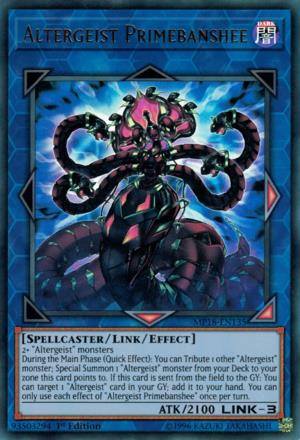 ALTERGEIST PRIMEBANSHEE
DARK
闇
MP18-EN135
[SPELLCASTER/LINK/EFFECT]
2+ "Altergeist" monsters
During the Main Phase (Quick Effect): You can Tribute 1 other "Altergeist"
monster; Special Summon 1 "Altergeist" monster from your Deck to your
zone this card points to. If this card is sent from the field to the GY: You
can target 1 "Altergeist" card in your GY; add it to your hand. You can
only use each effect of "Altergeist Primebanshee" once per turn.
ATK/2100 LINK-3
93503294 1st Edition ©1996 KAZUKI TAKAHASHI